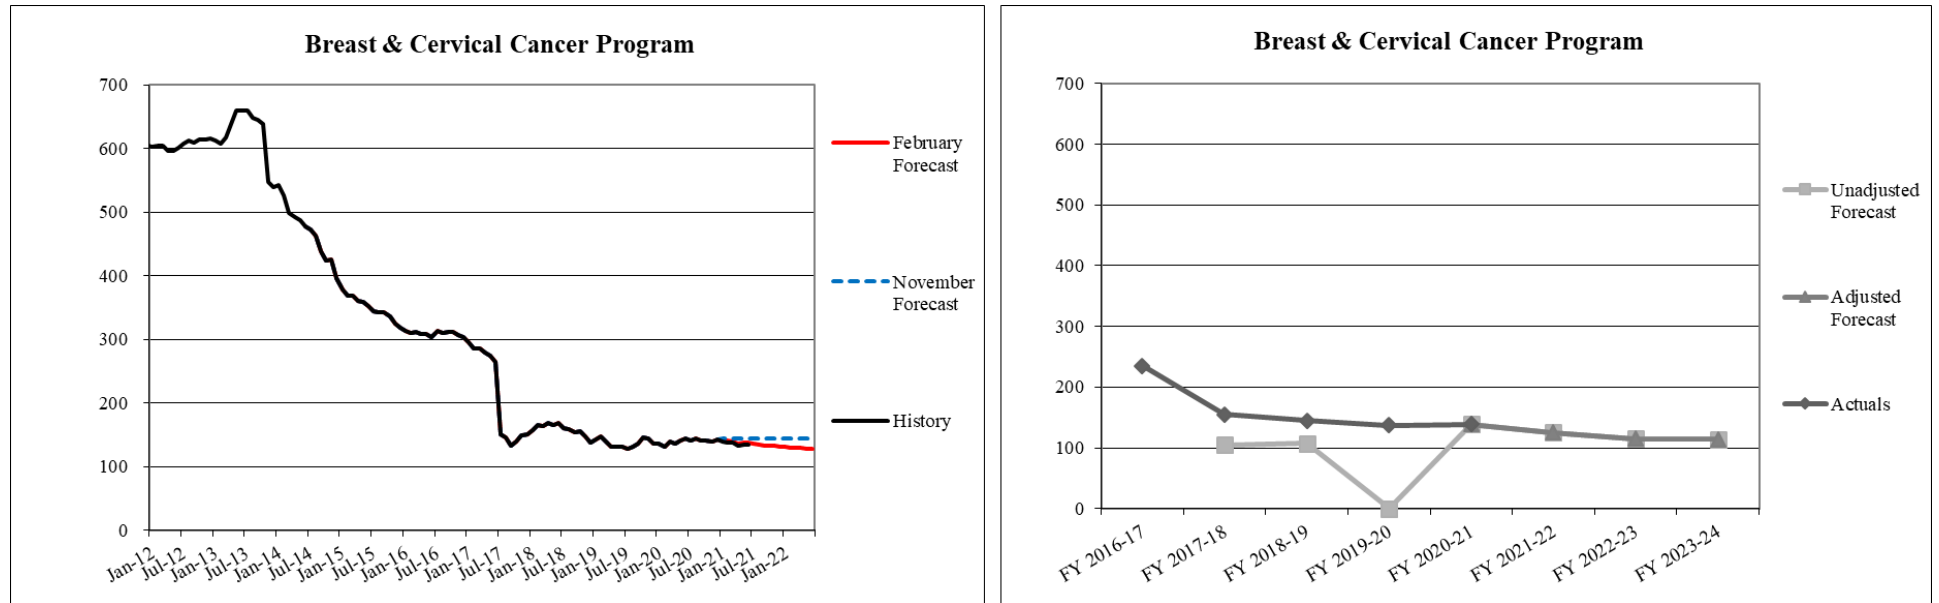 Breast & Cervical Cancer Program
700
600
500
400
300
200
100
0
Jan-12
Jul-12
Jan-13
Jul-13
Jan-14
Jul-14
Jan-15
Jul-15
Jan-16
Jul-16
Jan-17
Jul-17
Jan-18
Jul-18
Jan-19
Jul-19
Jan-20
Jul-20
Jan-21
Jul-21
Jan-22
February
Forecast
November
Forecast
History
Breast & Cervical Cancer Program
700
600
500
400
300
200
100
0
FY 2016-17
FY 2017-18
FY 2018-19
FY 2019-20
FY 2020-21
FY 2021-22
FY 2022-23
FY 2023-24
Unadjusted
Forecast
Adjusted
Forecast
Actuals